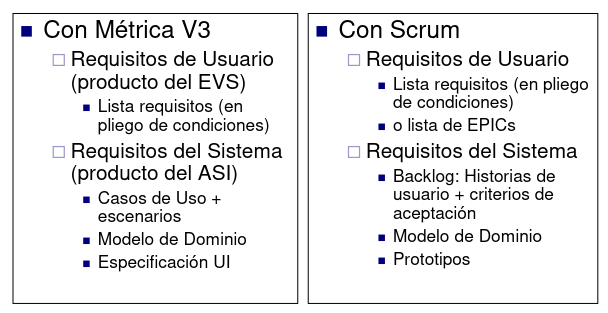 Con Métrica V3
Requisitos de Usuario
(producto del EVS)
Lista requisitos (en
pliego de condiciones)
Requisitos del Sistema
(producto del ASI)
Casos de Uso +
escenarios
Modelo de Dominio
Especificación UI
Con Scrum
Requisitos de Usuario
Lista requisitos (en pliego
de condiciones)
o lista de EPICs
Requisitos del Sistema
Backlog: Historias de
usuario + criterios de
aceptación
Modelo de Dominio
Prototipos